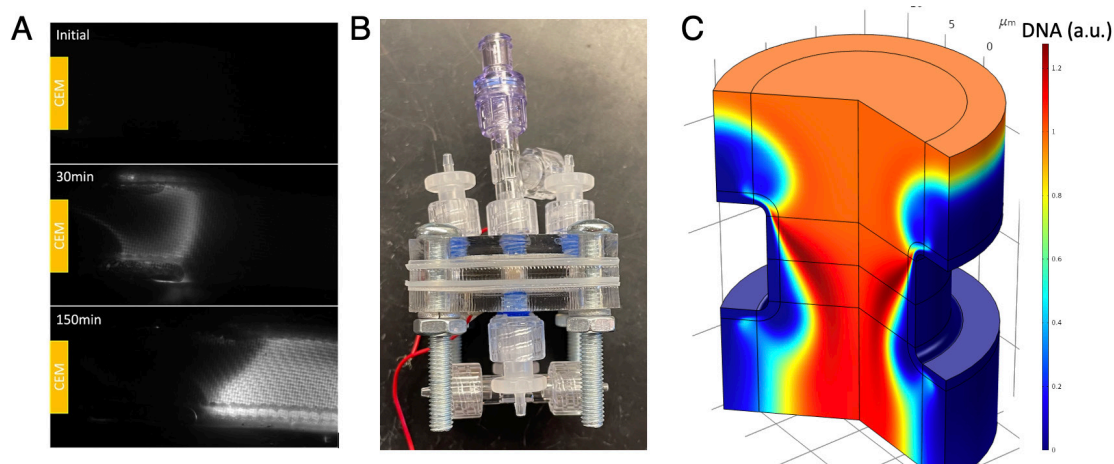 A
Initial
CEM
30min
CEM
150min
CEM
B
C
10
5
0
μm
DNA (a.u.)
1.2
1
0.8
0.6
0.4
0.2
0